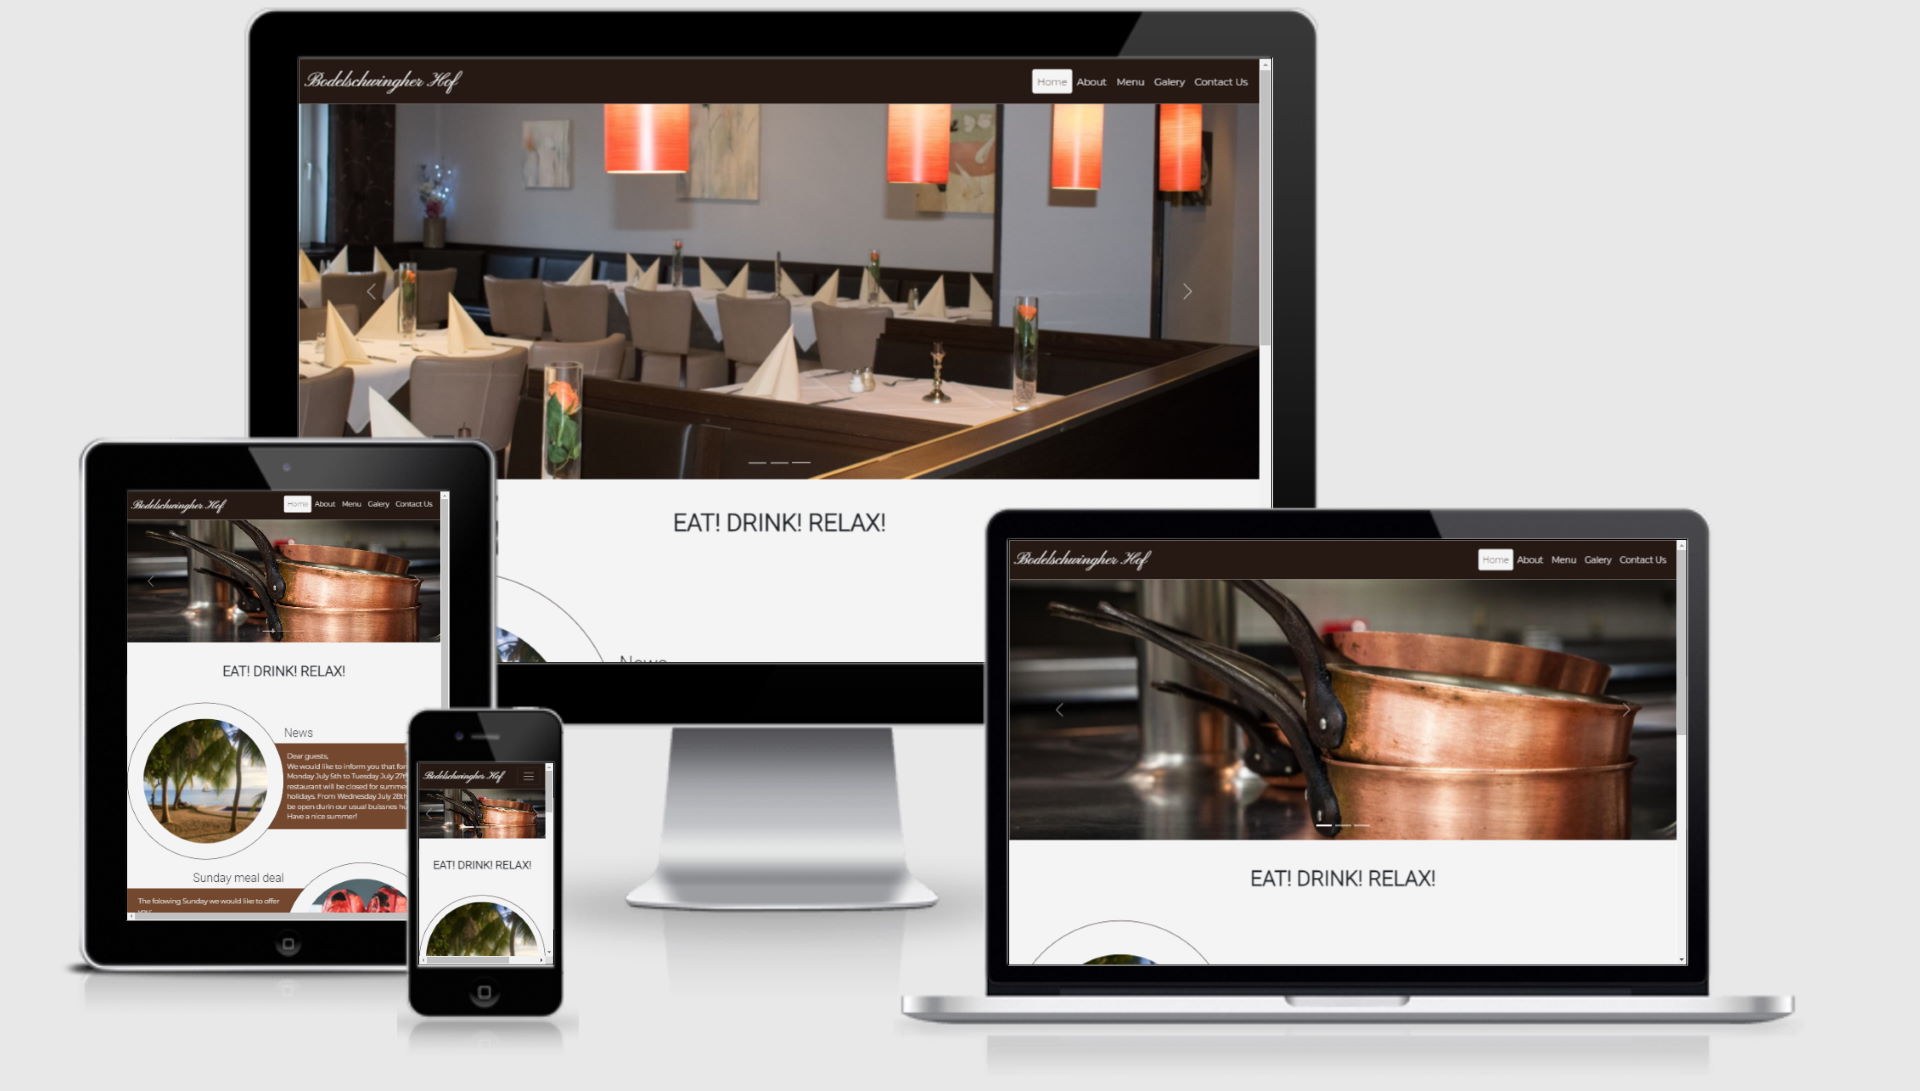 Bodelschwingher Hof
Home About Menu Galery Contact Us
EAT! DRINK! RELAX!
News
Bodelschwingher Hof
Home About Menu Galery Contact Us
EAT! DRINK! RELAX!
News
Dear guests,
We would like to inform you that for
Monday July 5th to Tuesday July 27th
restaurant will be closed for summe
holidays. From Wednesday July 28th
be open durin our usual buissnes h
Have a nice summer!
Sunday meal deal
The folowing Sunday we would like to offer
Bodelschwingher Hof
EAT! DRINK! RELAX!
Bodelschwingher Hof
Home About Menu Galery Contact Us
EAT! DRINK! RELAX!